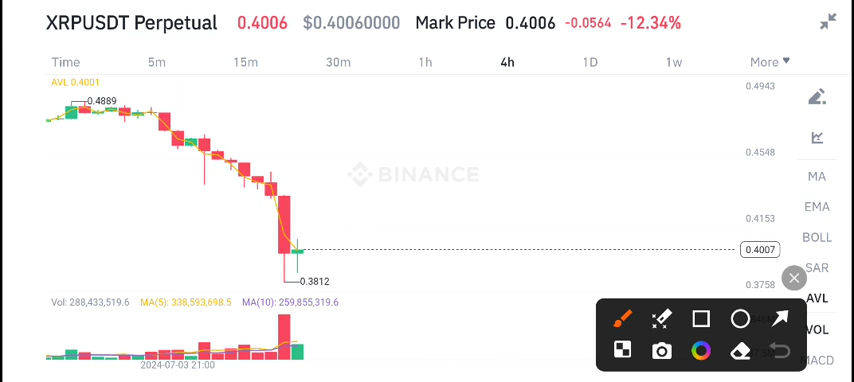 XRPUSDT Perpetual 0.4006 $0.40060000 Mark Price 0.4006 -0.0564 -12.34%
Time 5m 15m 30m 1h 4h 1D 1w More
AVL 0.4001
0.4943
0.4889
BINANCE
0.4548
MA
EMA
0.4153
BOLL
0.4007
SAR
0.3812
0.3758
Vol: 288,433,519.6 MA(5): 338,593,698.5 MA(10): 259,855,319.6
AVL
VOL
MACD
2024-07-03 21:00